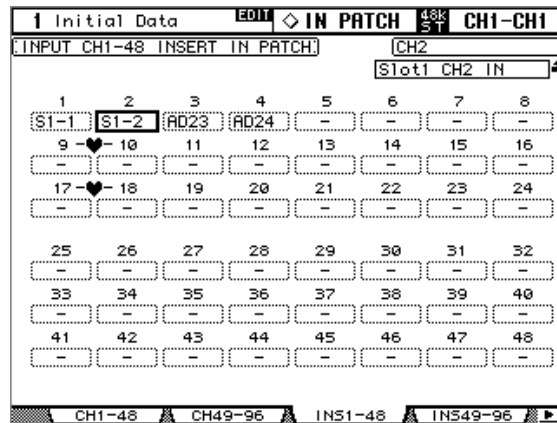 1 Initial Data EDIT ◇ IN PATCH 48k ST CH1-CH1
INPUT CH1-48 INSERT IN PATCH CH2
Slot1 CH2 IN
1 2 3 4 5 6 7 8
S1-1 S1-2 AD23 AD24 - - - -
9 -♥- 10 11 12 13 14 15 16
- - - - - - - -
17 -♥- 18 19 20 21 22 23 24
- - - - - - - -
25 26 27 28 29 30 31 32
- - - - - - - -
33 34 35 36 37 38 39 40
- - - - - - - -
41 42 43 44 45 46 47 48
- - - - - - - -
CH1-48 CH49-96 INS1-48 INS49-96